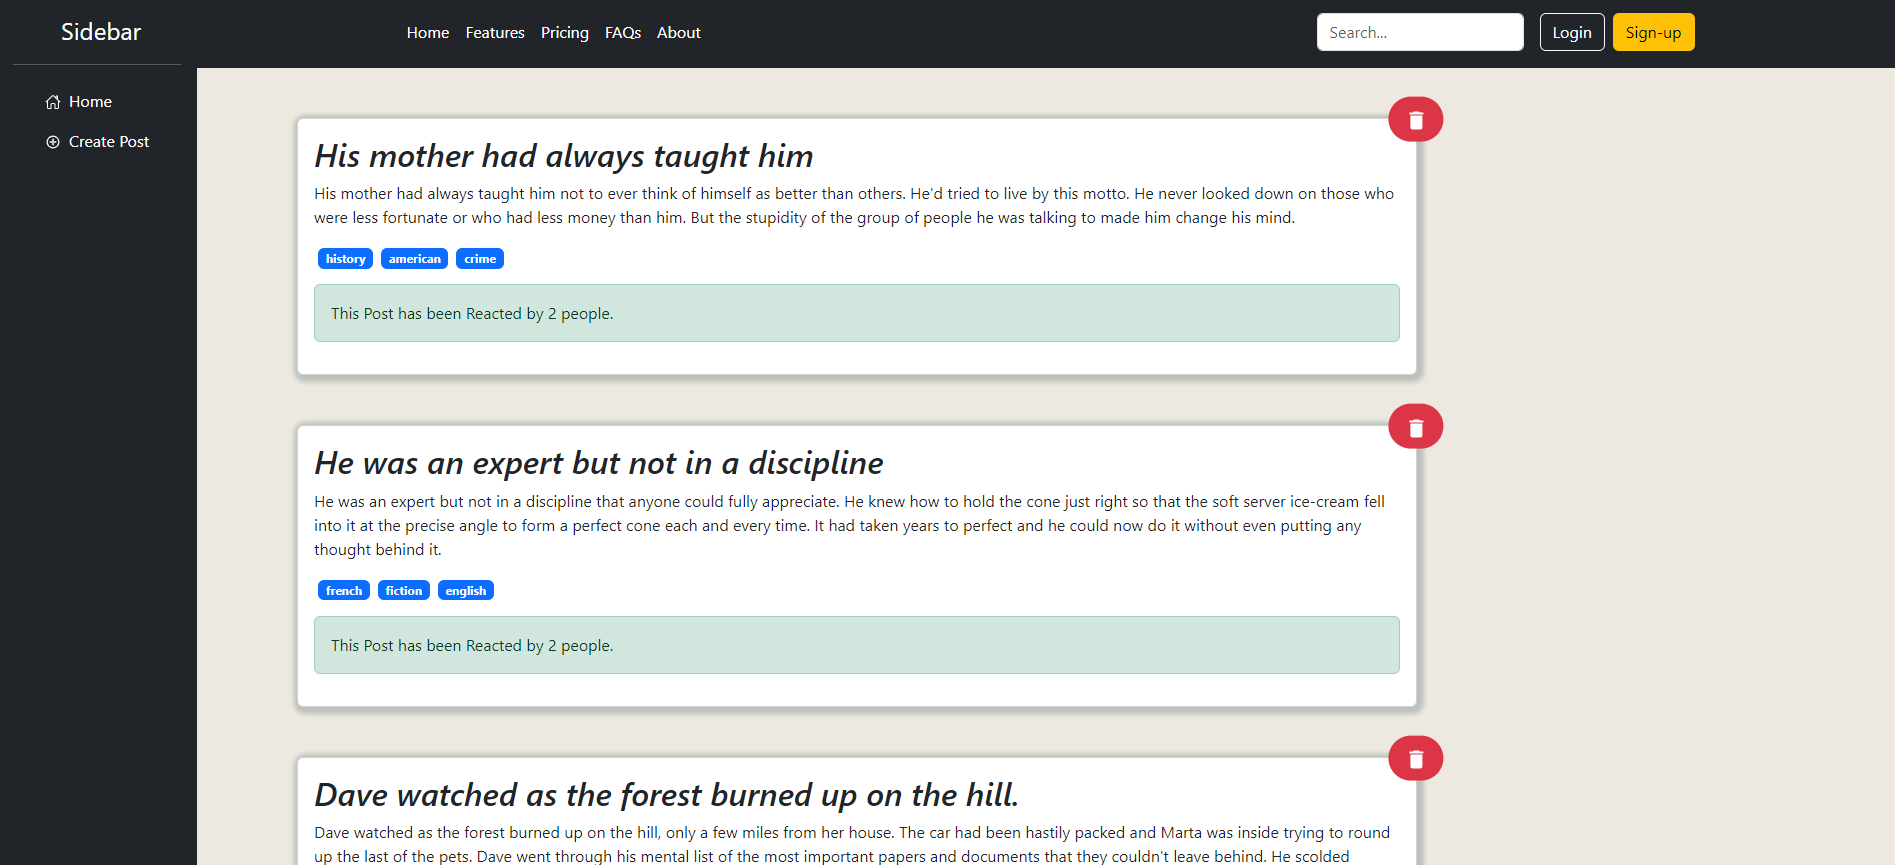 Sidebar
Home Features Pricing FAQs About
Search...
Login
Sign-up
Home
Create Post
His mother had always taught him
His mother had always taught him not to ever think of himself as better than others. He'd tried to live by this motto. He never looked down on those who
were less fortunate or who had less money than him. But the stupidity of the group of people he was talking to made him change his mind.
history american crime
This Post has been Reacted by 2 people.
He was an expert but not in a discipline
He was an expert but not in a discipline that anyone could fully appreciate. He knew how to hold the cone just right so that the soft server ice-cream fell
into it at the precise angle to form a perfect cone each and every time. It had taken years to perfect and he could now do it without even putting any
thought behind it.
french fiction english
This Post has been Reacted by 2 people.
Dave watched as the forest burned up on the hill.
Dave watched as the forest burned up on the hill, only a few miles from her house. The car had been hastily packed and Marta was inside trying to round
up the last of the pets. Dave went through his mental list of the most important papers and documents that they couldn't leave behind. He scolded